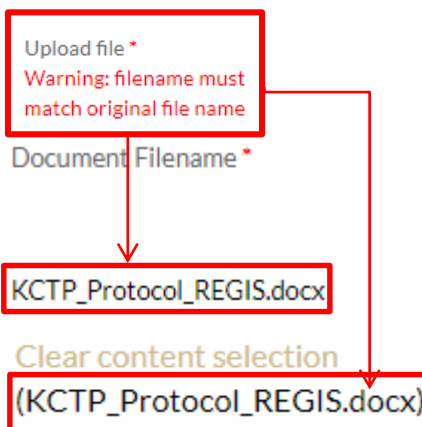 Upload file *
Warning: filename must
match original file name
Document Filename *
KCTP_Protocol_REGIS.docx
Clear content selection
(KCTP_Protocol_REGIS.docx)